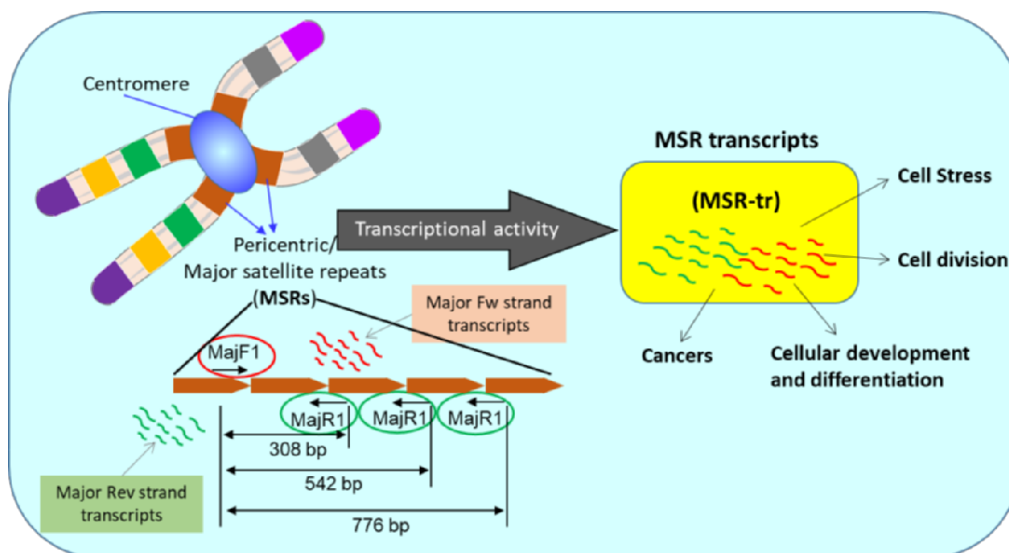 Centromere
Pericentric/
Major satellite repeats
(MSRs)
Transcriptional activity
MSR transcripts
(MSR-tr)
Cell Stress
Cell division
Cancers
Cellular development
and differentiation
Major Fw strand
transcripts
MajF1
MajR1
MajR1
MajR1
308 bp
542 bp
776 bp
Major Rev strand
transcripts